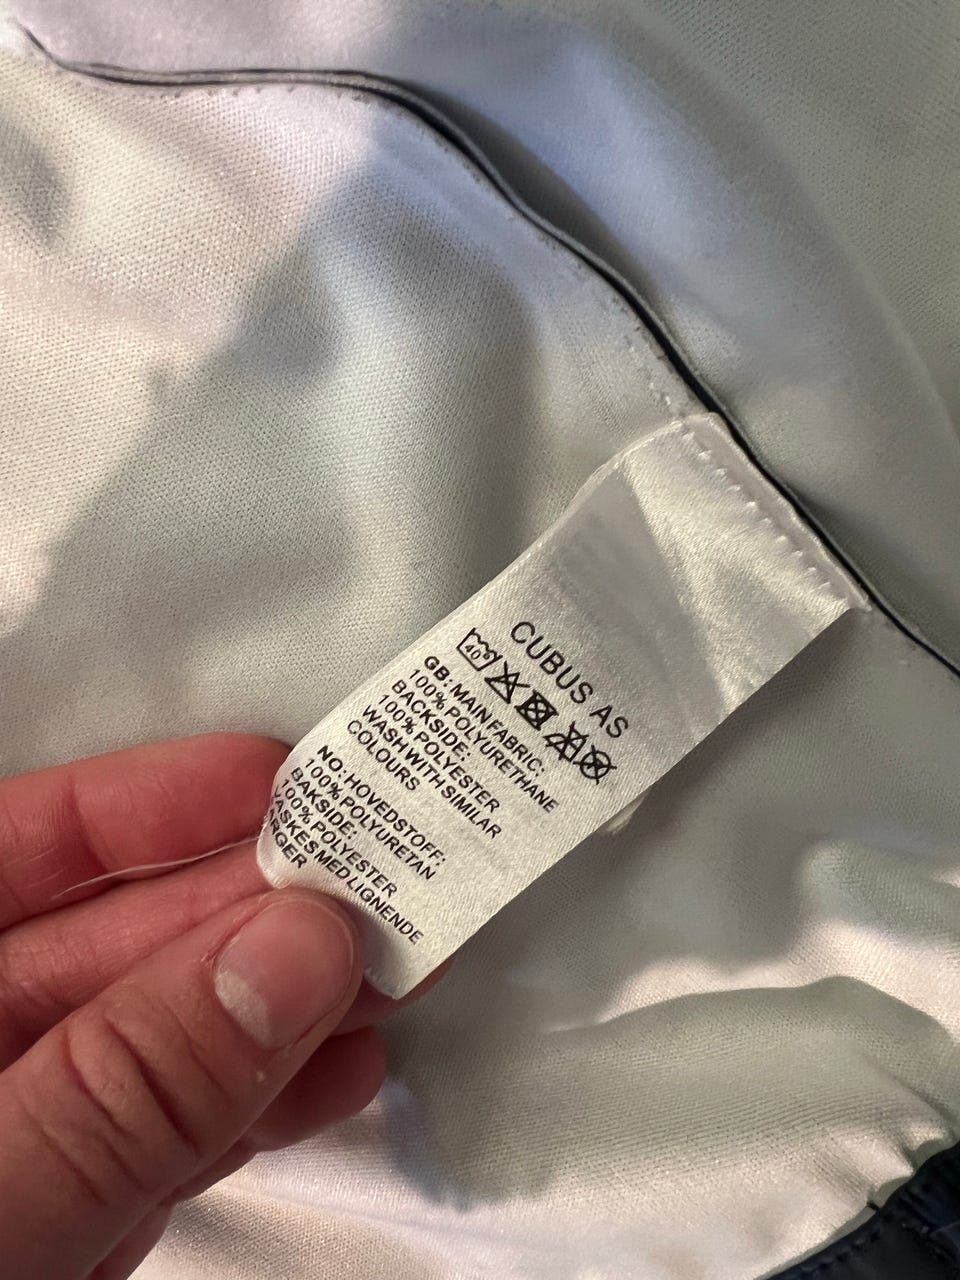 CUBUS AS
40°
GB: MAIN FABRIC:
100% POLYURETHANE
BACKSIDE:
100% POLYESTER
WASH WITH SIMILAR
COLOURS
NO: HOVEDSTOFF:
100% POLYURETAN
BAKSIDE:
100% POLYESTER
VASKES MED LIGNENDE